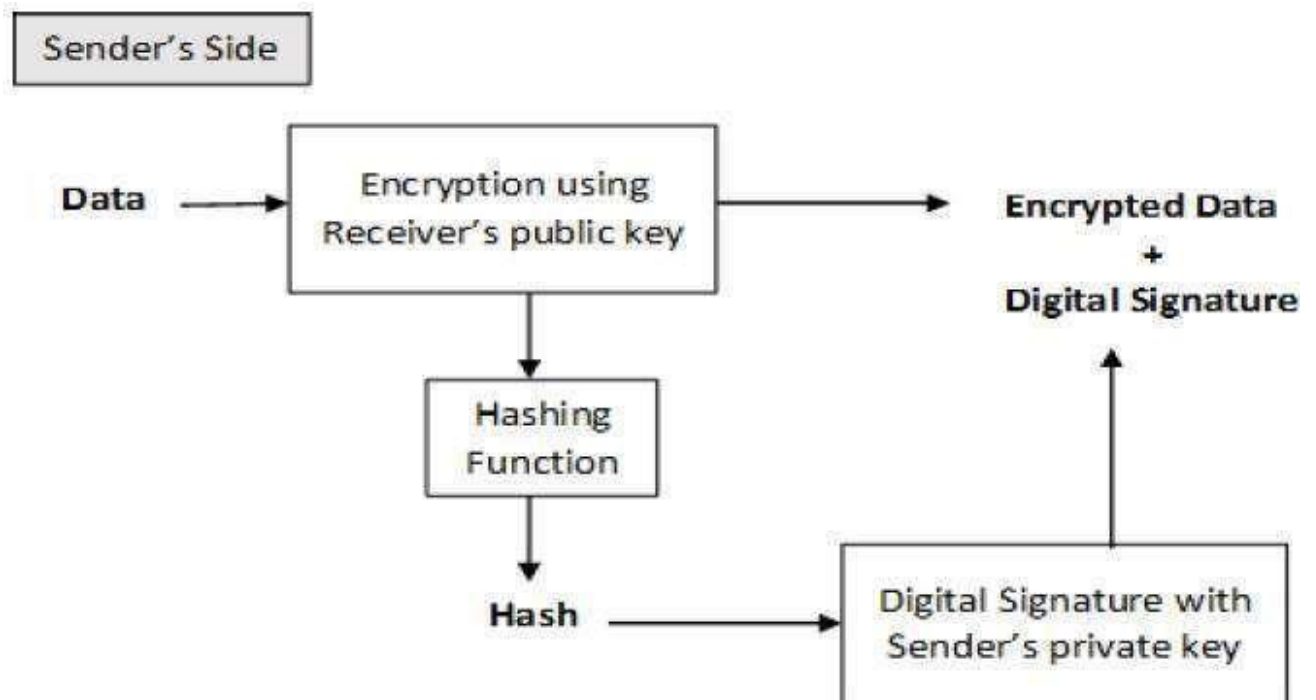 Sender's Side
Data
Encryption using
Receiver's public key
Encrypted Data
+
Digital Signature
Hashing
Function
Hash
Digital Signature with
Sender's private key